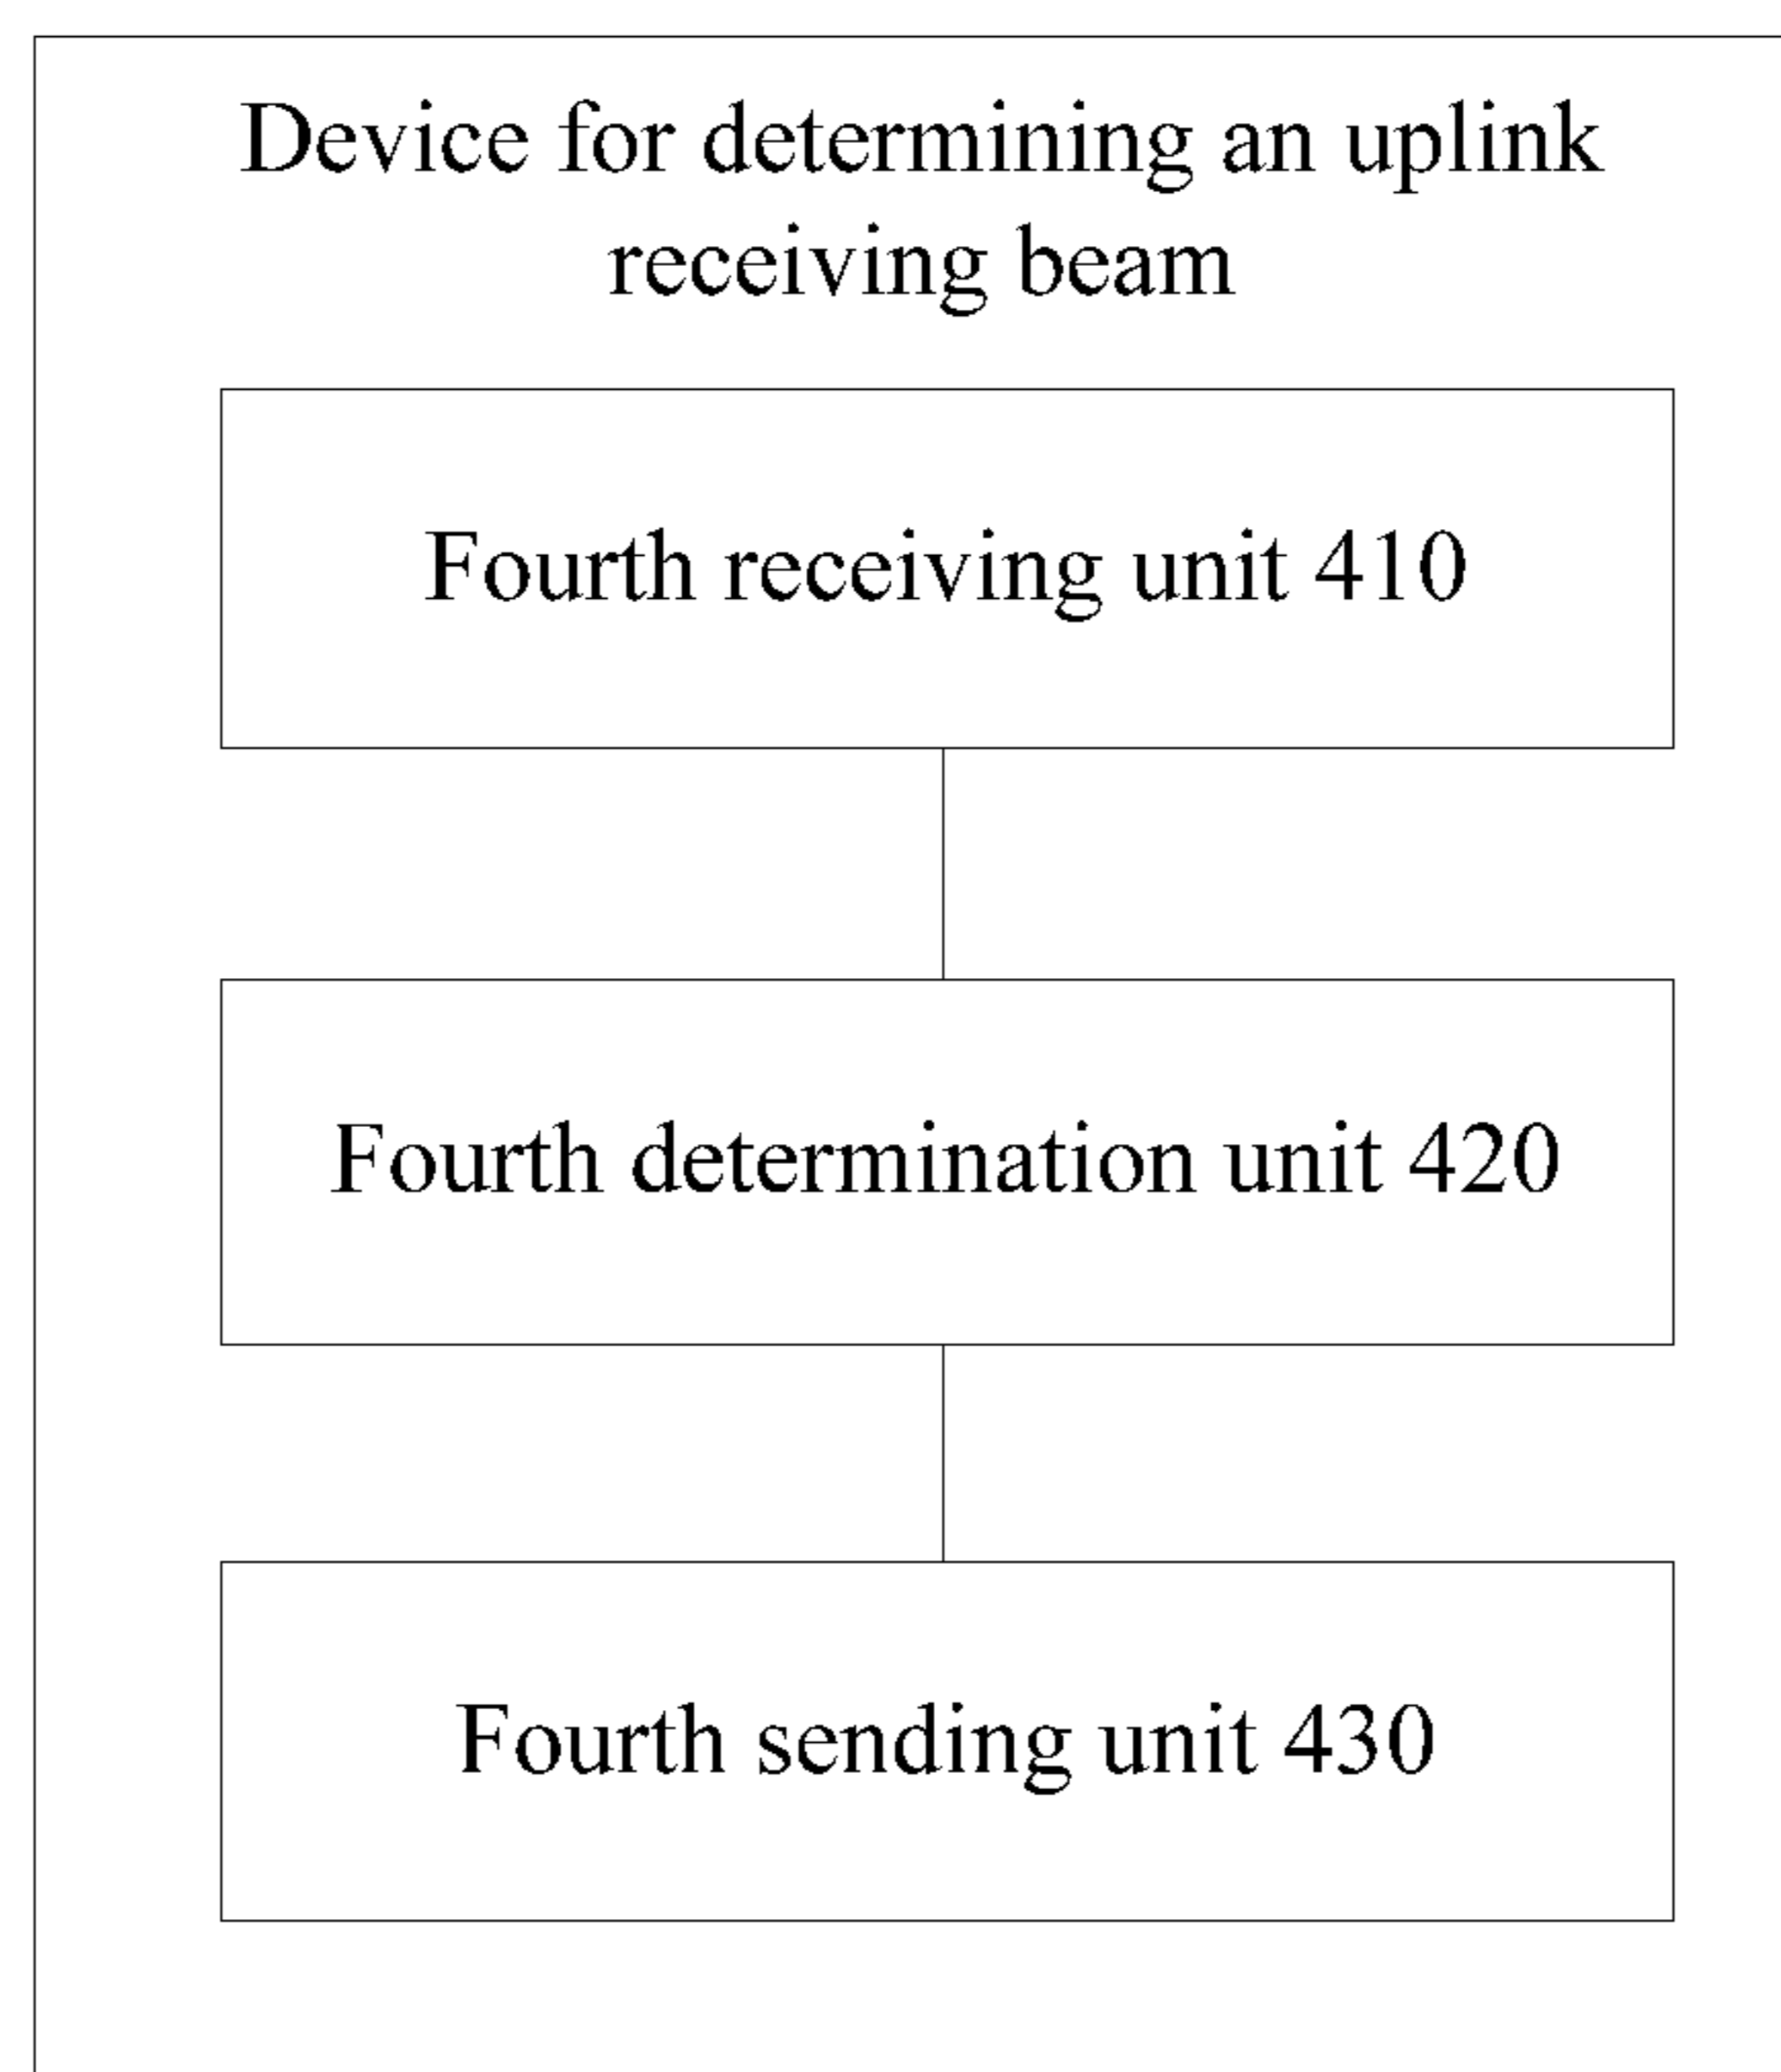 Device for determining an uplink
receiving beam
Fourth receiving unit 410
Fourth determination unit 420
Fourth sending unit 430